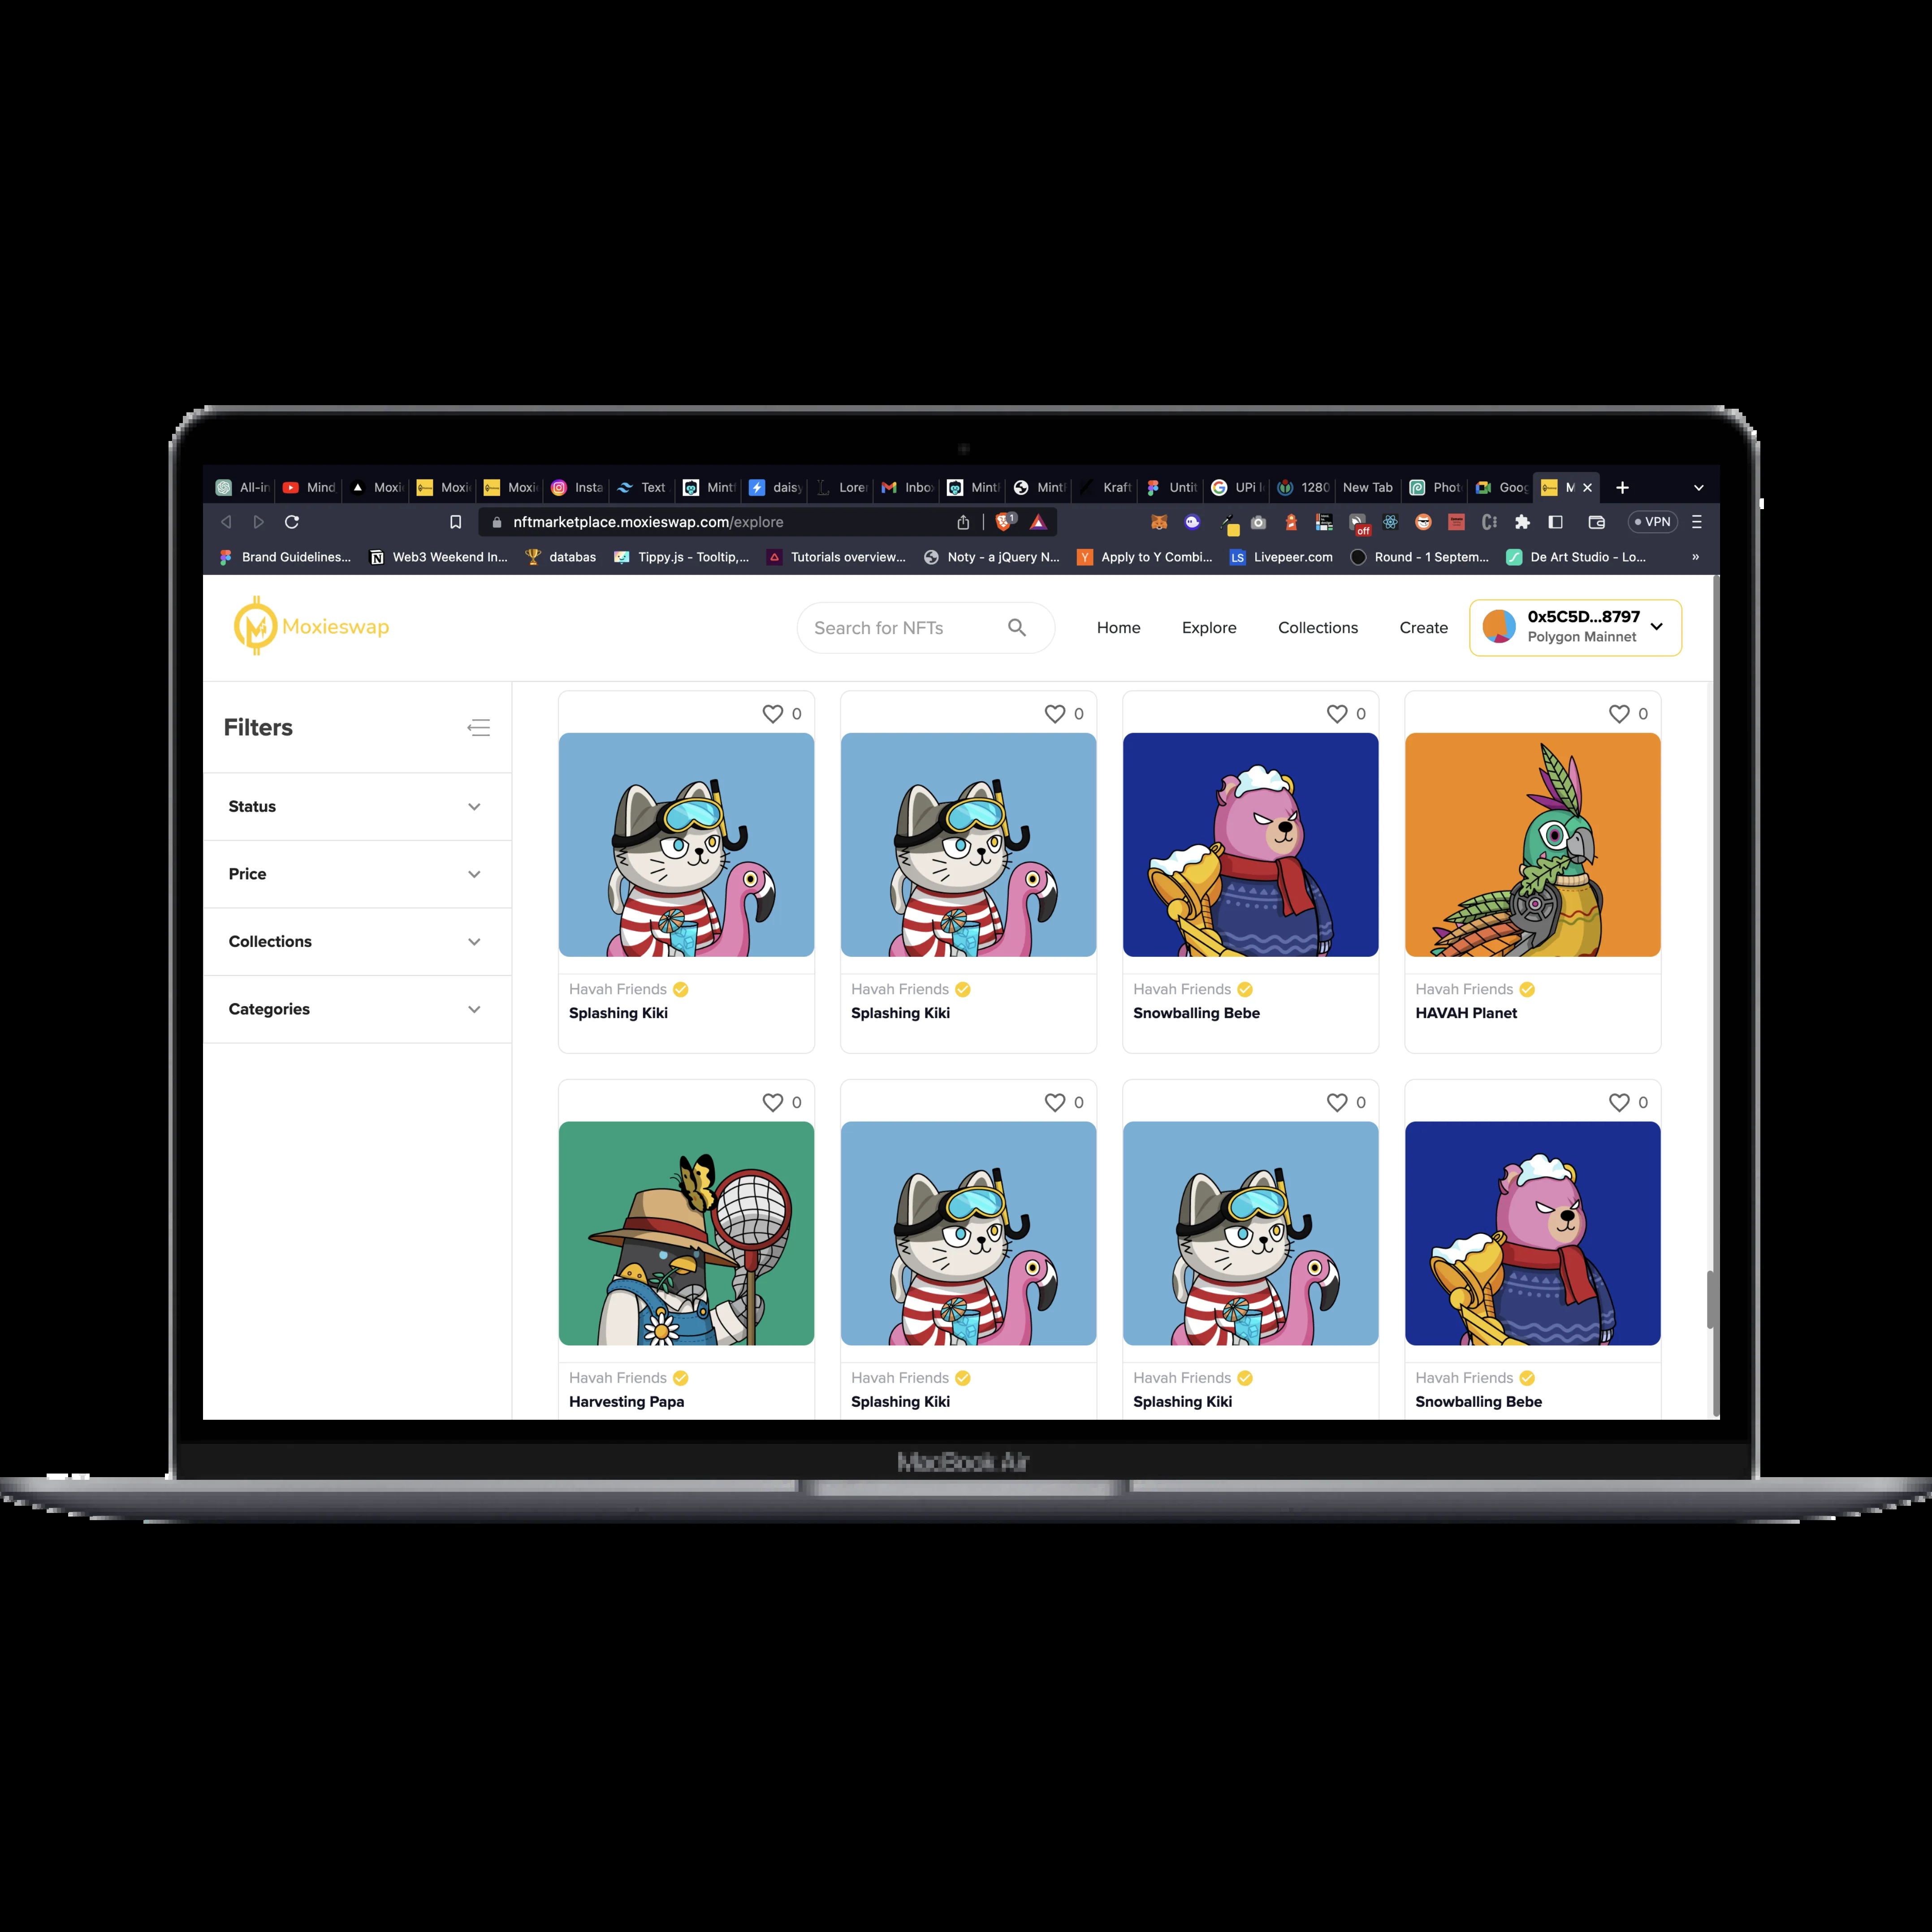 All-in Mind Moxi Moxi Moxi Insta Text Mint daisy Lore Inbo Mint Mint Kraft Untit UPi 1280 New Tab Phot Goog M
nftmarketplace.moxieswap.com/explore 1 off VPN
Brand Guidelines... Web3 Weekend In... databas Tippy.js - Tooltip,... Tutorials overview... Noty - a jQuery N... Apply to Y Combi... LS Livepeer.com Round - 1 Septem... De Art Studio - Lo... »
Moxieswap
Search for NFTs
Home Explore Collections Create
0x5C5D...8797
Polygon Mainnet
Filters
Status
Price
Collections
Categories
0 0 0 0
Havah Friends Havah Friends Havah Friends Havah Friends
Splashing Kiki Splashing Kiki Snowballing Bebe HAVAH Planet
0 0 0 0
Havah Friends Havah Friends Havah Friends Havah Friends
Harvesting Papa Splashing Kiki Splashing Kiki Snowballing Bebe
MacBook Air